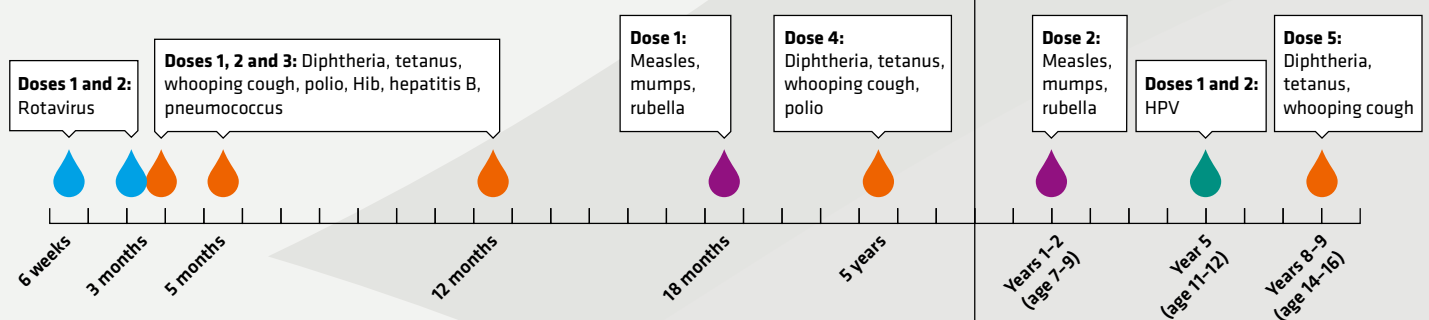 Doses 1 and 2:
Rotavirus
Doses 1, 2 and 3: Diphtheria, tetanus,
whooping cough, polio, Hib, hepatitis B,
pneumococcus
Dose 1:
Measles,
mumps,
rubella
Dose 4:
Diphtheria, tetanus,
whooping cough,
polio
Dose 2:
Measles,
mumps,
rubella
Doses 1 and 2:
HPV
Dose 5:
Diphtheria,
tetanus,
whooping cough
6 weeks
3 months
5 months
12 months
18 months
5 years
Years 1–2
(age 7–9)
Year 5
(age 11–12)
Years 8–9
(age 14–16)